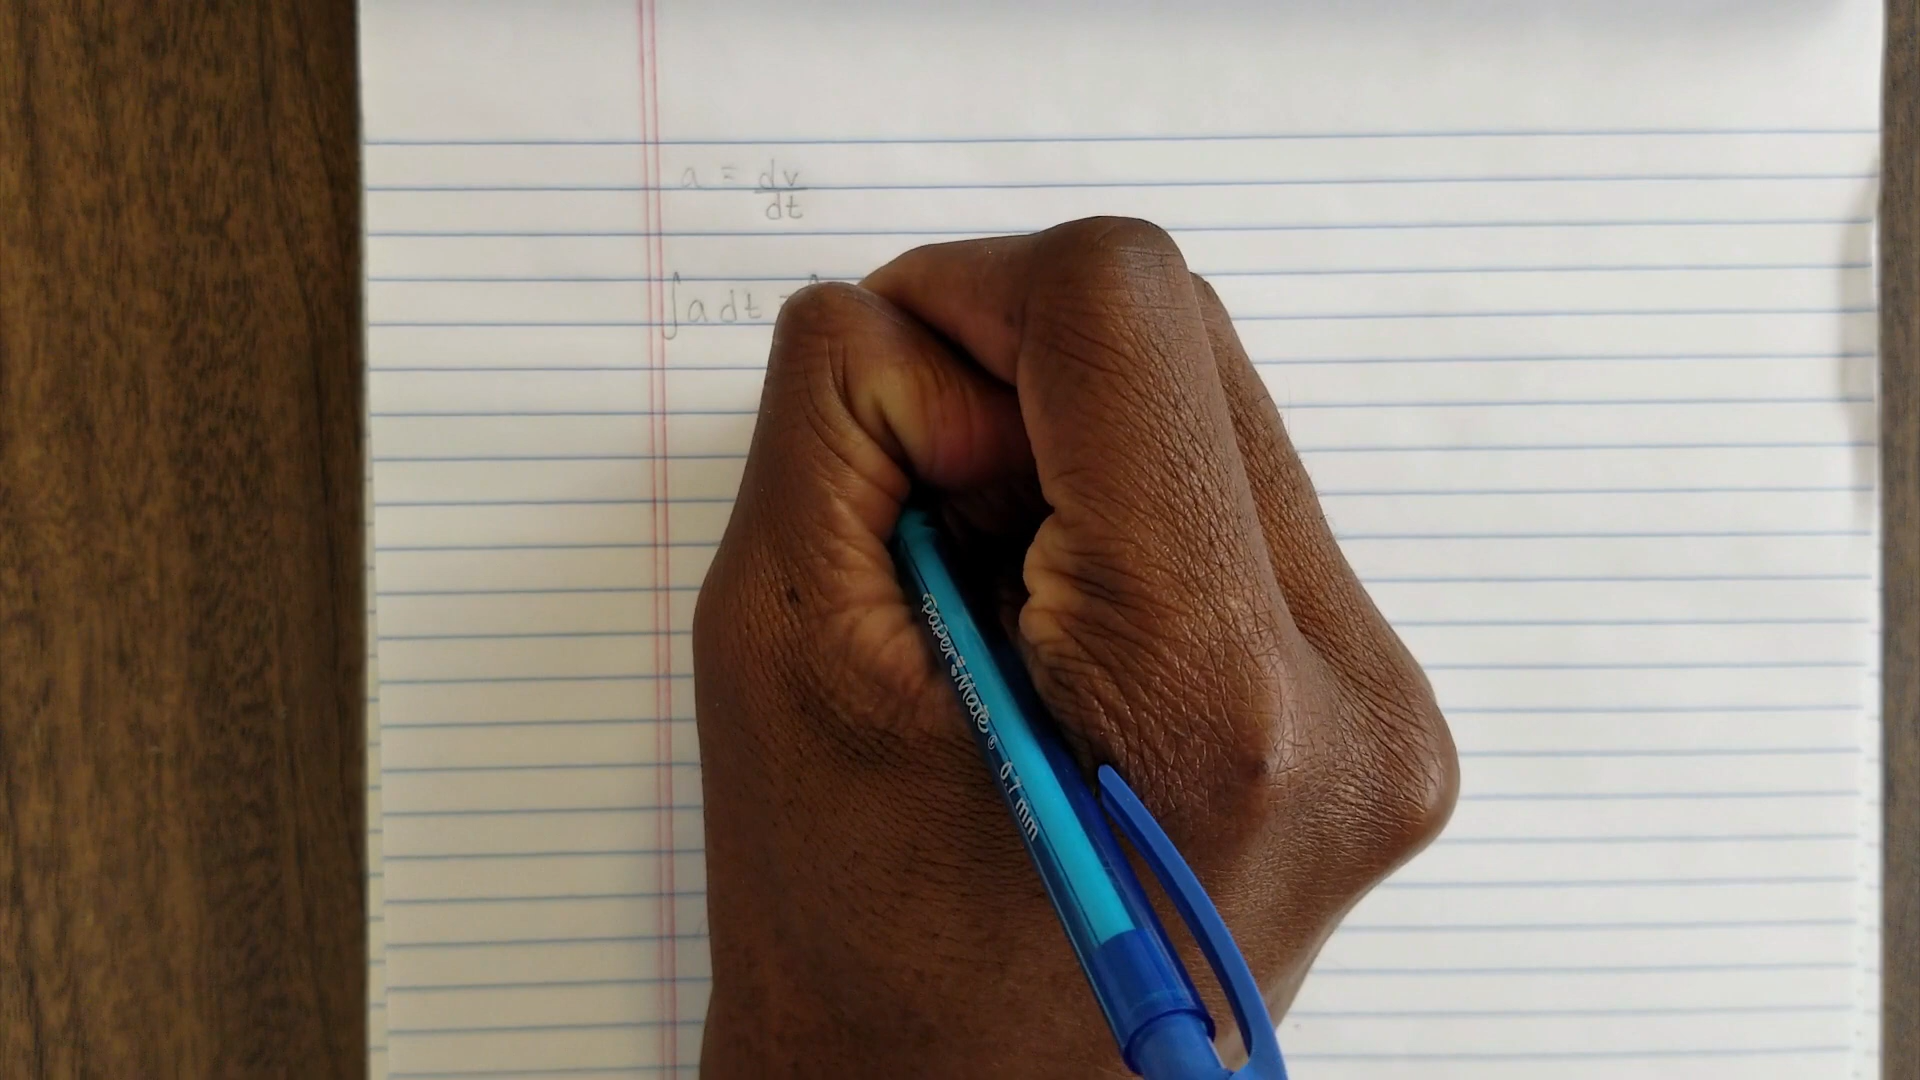 a = dv/dt
∫a dt =
Paper Mate® 0.7 mm